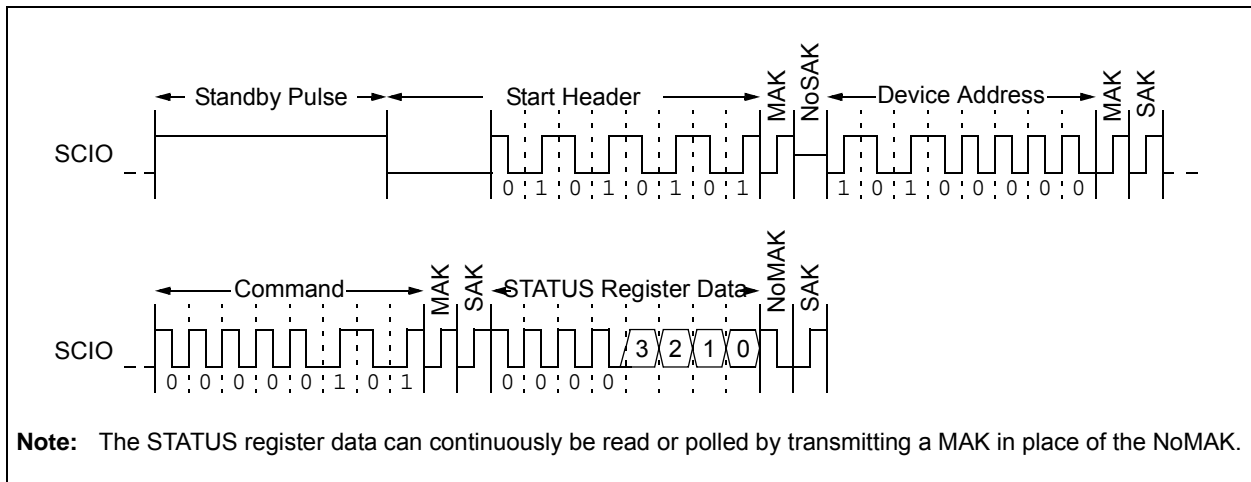 Standby Pulse
Start Header
MAK
NoSAK
Device Address
MAK
SAK
SCIO
0 1 0 1 0 1 0 1
1 0 1 0 0 0 0 0
Command
MAK
SAK
STATUS Register Data
NoMAK
SAK
SCIO
0 0 0 0 0 1 0 1
0 0 0 0
3 2 1 0
Note: The STATUS register data can continuously be read or polled by transmitting a MAK in place of the NoMAK.